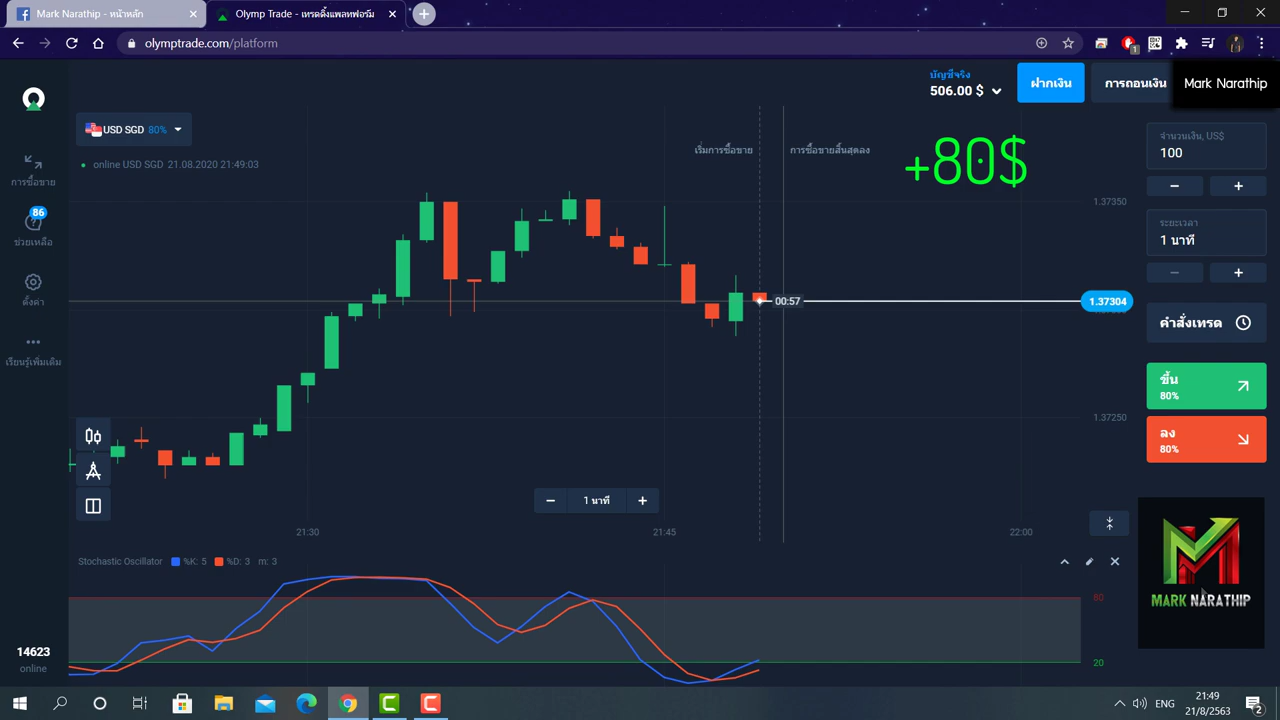 Mark Narathip - หน้าหลัก
Olymp Trade - เทรดดิ้งแพลทฟอร์ม
olymptrade.com/platform
1
บัญชีจริง
506.00 $
ฝากเงิน
การถอนเงิน
Mark Narathip
USD SGD 80%
online USD SGD 21.08.2020 21:49:03
การซื้อขาย
86
ช่วยเหลือ
ตั้งค่า
เรียนรู้เพิ่มเติม
เริ่มการซื้อขาย
การซื้อขายสิ้นสุดลง
+80$
จำนวนเงิน, US$
100
ระยะเวลา
1 นาที
1.37350
00:57
1.37304
คำสั่งเทรด
ขึ้น
80%
ลง
80%
1.37250
1 นาที
21:30
21:45
22:00
Stochastic Oscillator %K: 5 %D: 3 m: 3
80
20
MARK NARATHIP
14623
online
ENG
21:49
21/8/2563
2